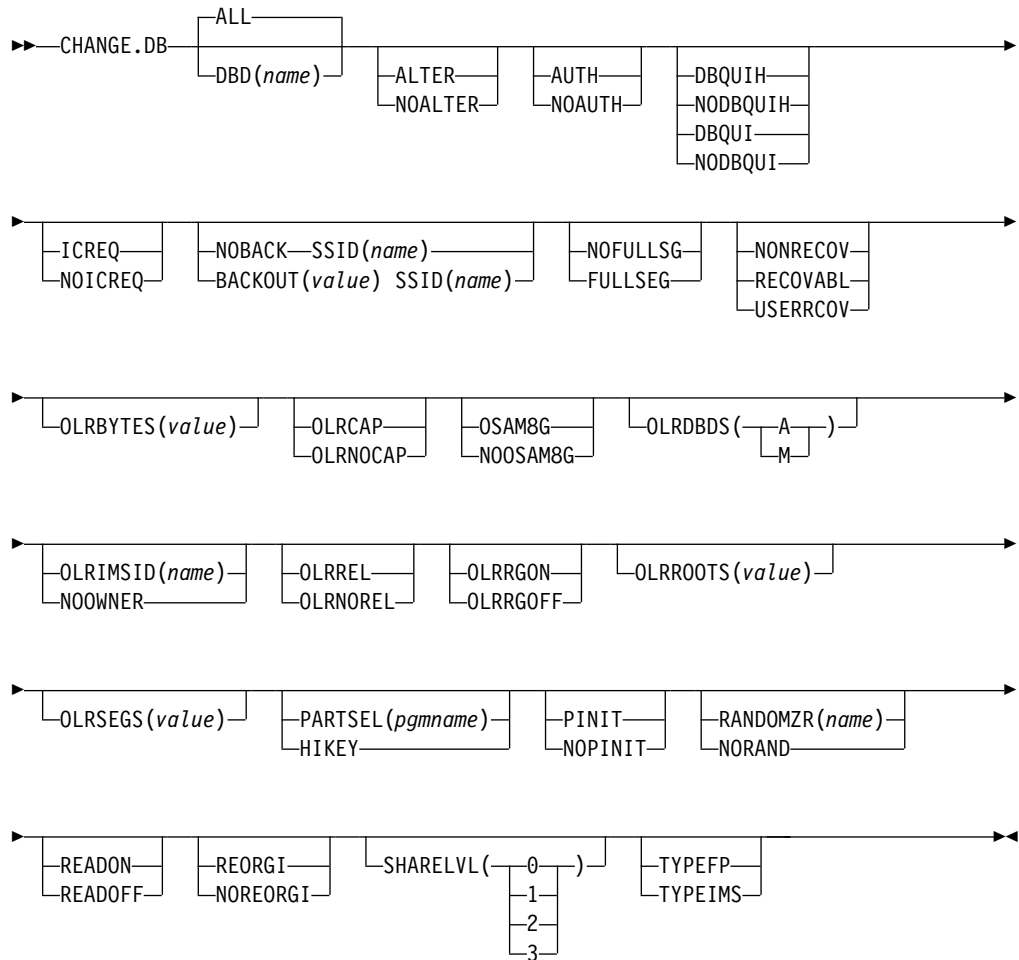 ALL
CHANGE.DB
DBD(name)
ALTER
NOALTER
AUTH
NOAUTH
DBQUIH
NODBQUIH
DBQUI
NODBQUI
ICREQ
NOICREQ
NOBACK SSID(name)
BACKOUT(value) SSID(name)
NOFULLSG
FULLSEG
NONRECOV
RECOVABL
USERRCOV
OLRBYTES(value)
OLRCAP
OLRNOCAP
OSAM8G
NOOSAM8G
OLRDBDS( A )
M
OLRIMSID(name)
NOOWNER
OLRREL
OLRNOREL
OLRRGON
OLRRGOFF
OLRROOTS(value)
OLRSEGS(value)
PARTSEL(pgmname)
HIKEY
PINIT
NOPINIT
RANDOMZR(name)
NORAND
READON
READOFF
REORGI
NOREORGI
SHARELVL( 0 )
1
2
3
TYPEFP
TYPEIMS